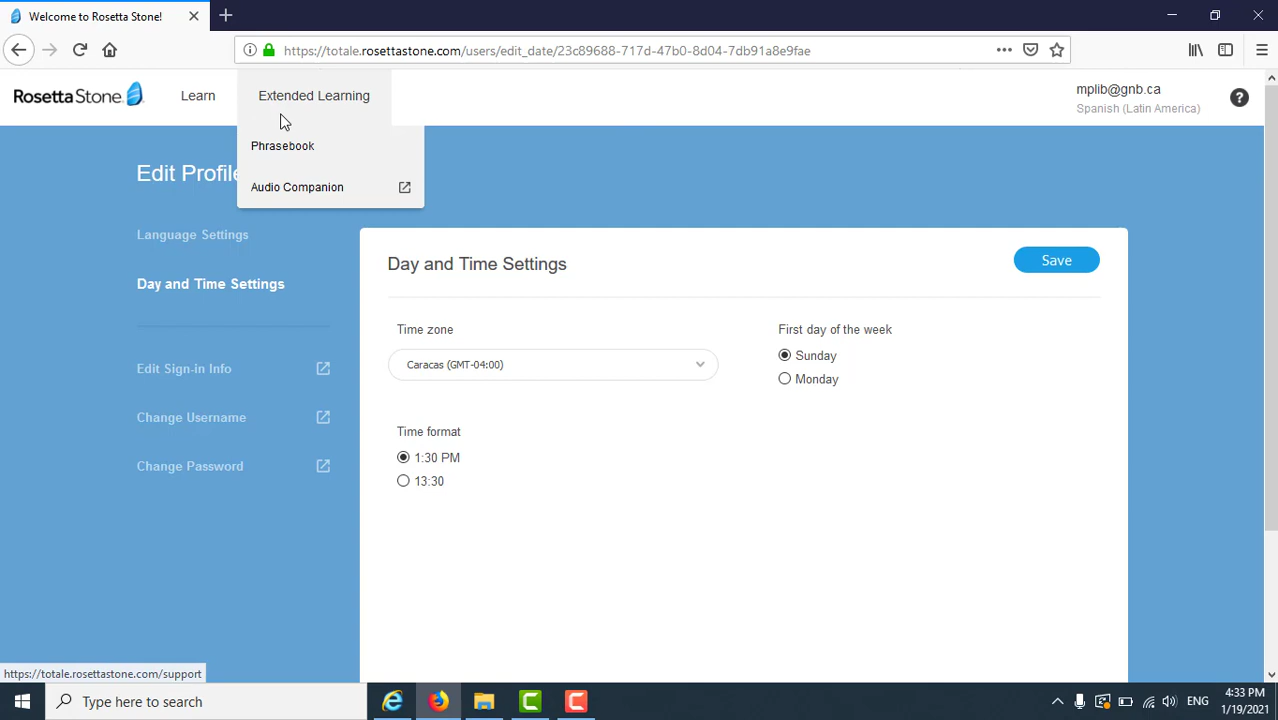 Welcome to Rosetta Stone!
https://totale.rosettastone.com/users/edit_date/23c89688-717d-47b0-8d04-7db91a8e9fae
RosettaStone
Learn
Extended Learning
mplib@gnb.ca
Spanish (Latin America)
Phrasebook
Audio Companion
Edit Profile
Language Settings
Day and Time Settings
Edit Sign-in Info
Change Username
Change Password
Day and Time Settings
Save
Time zone
Caracas (GMT-04:00)
First day of the week
Sunday
Monday
Time format
1:30 PM
13:30
https://totale.rosettastone.com/support
Type here to search
ENG
4:33 PM
1/19/2021